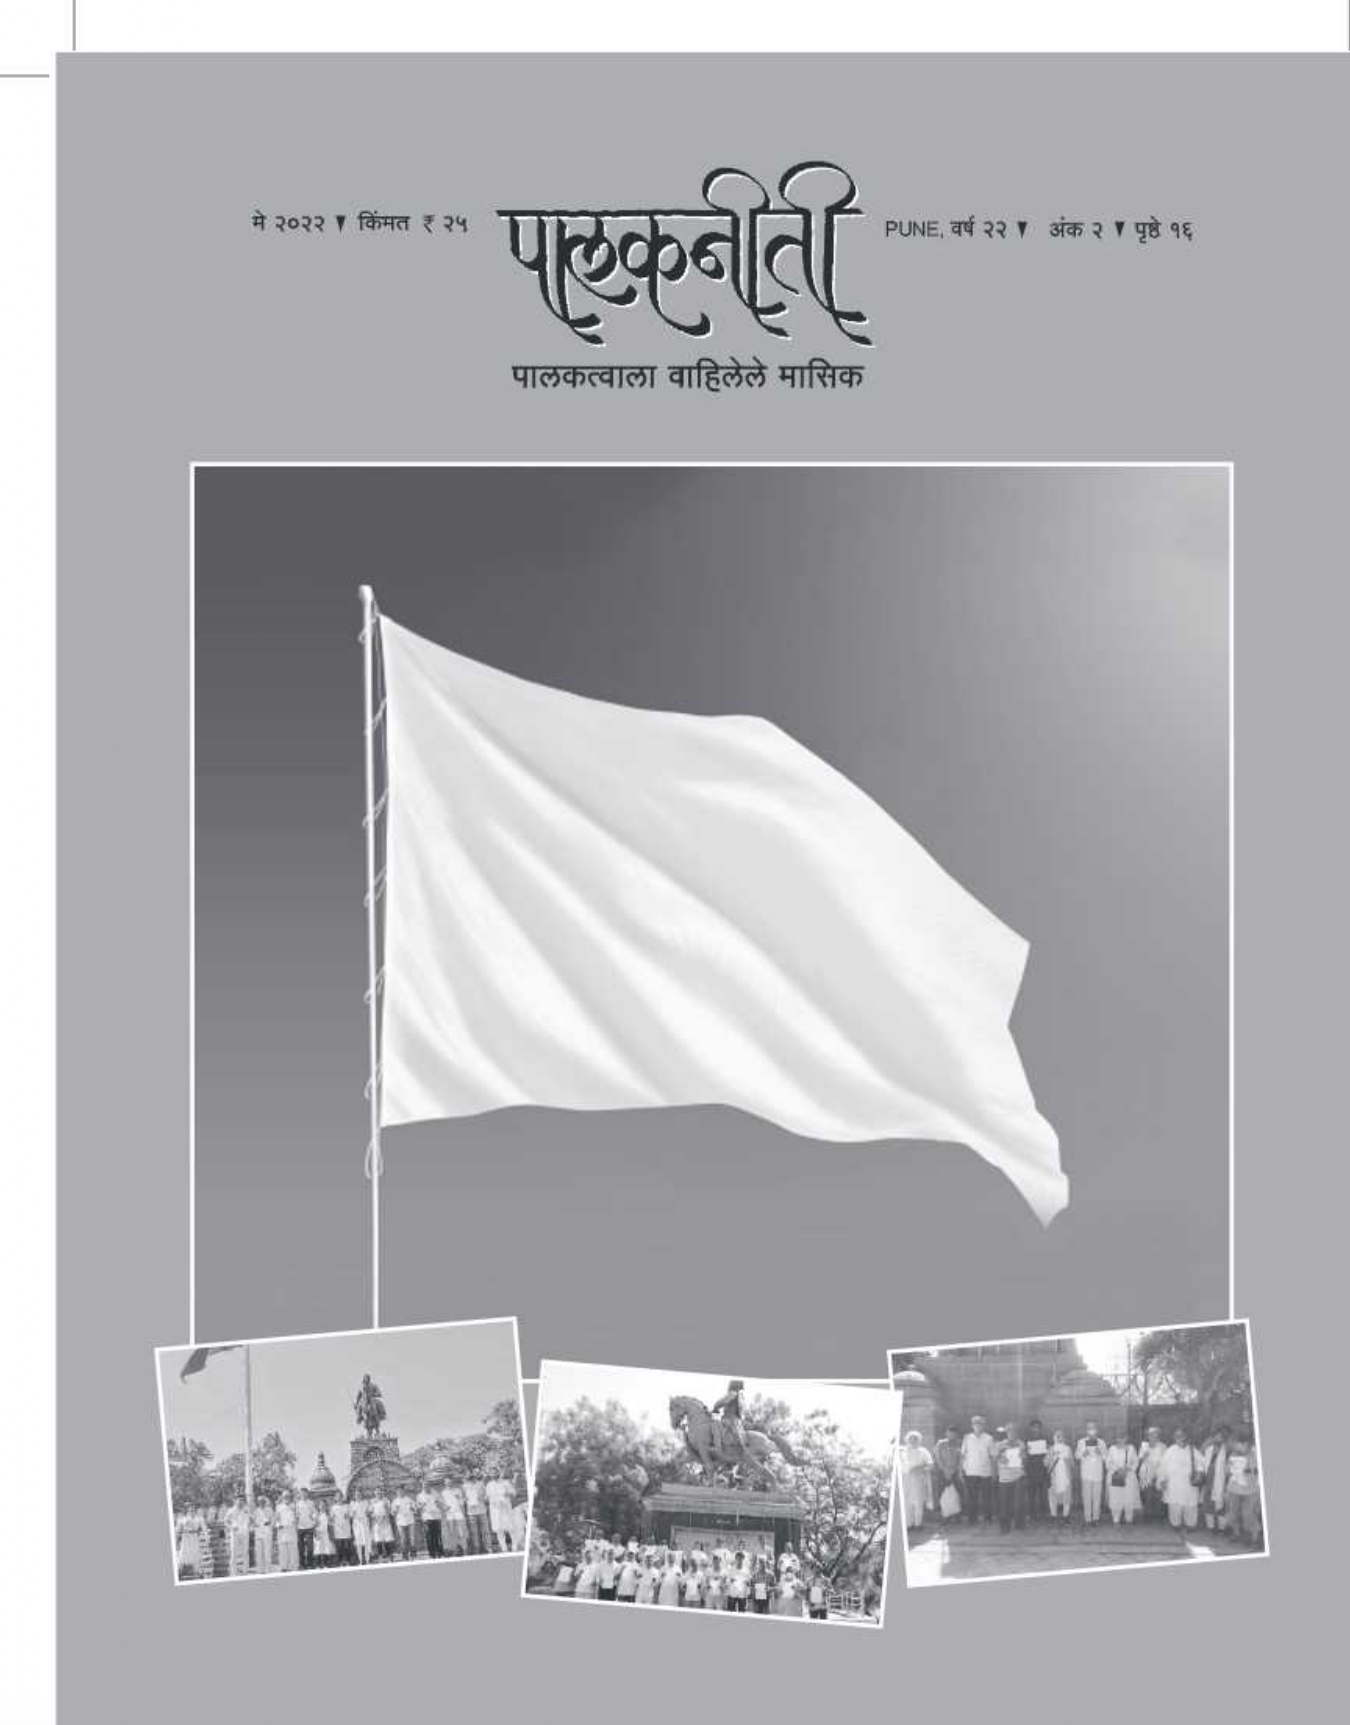 मे २०२२ ▼ किंमत ₹ २५
पालकनीती
PUNE, वर्ष २२ ▼ अंक २ ▼ पृष्ठे १६
पालकत्वाला वाहिलेले मासिक